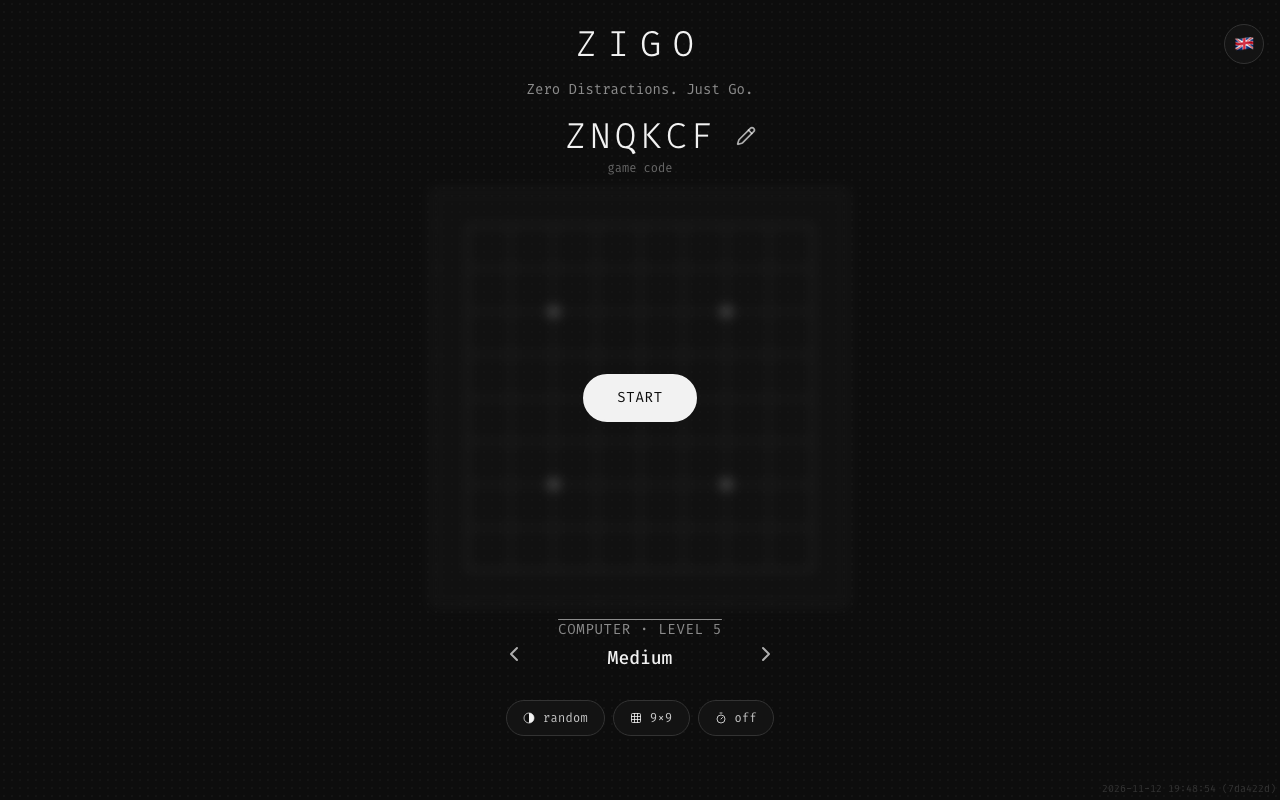 ZIGO
Zero Distractions. Just Go.
ZNQKCF
game code
START
COMPUTER · LEVEL 5
Medium
random
9×9
off
2026-11-12 19:48:54 (7da422d)